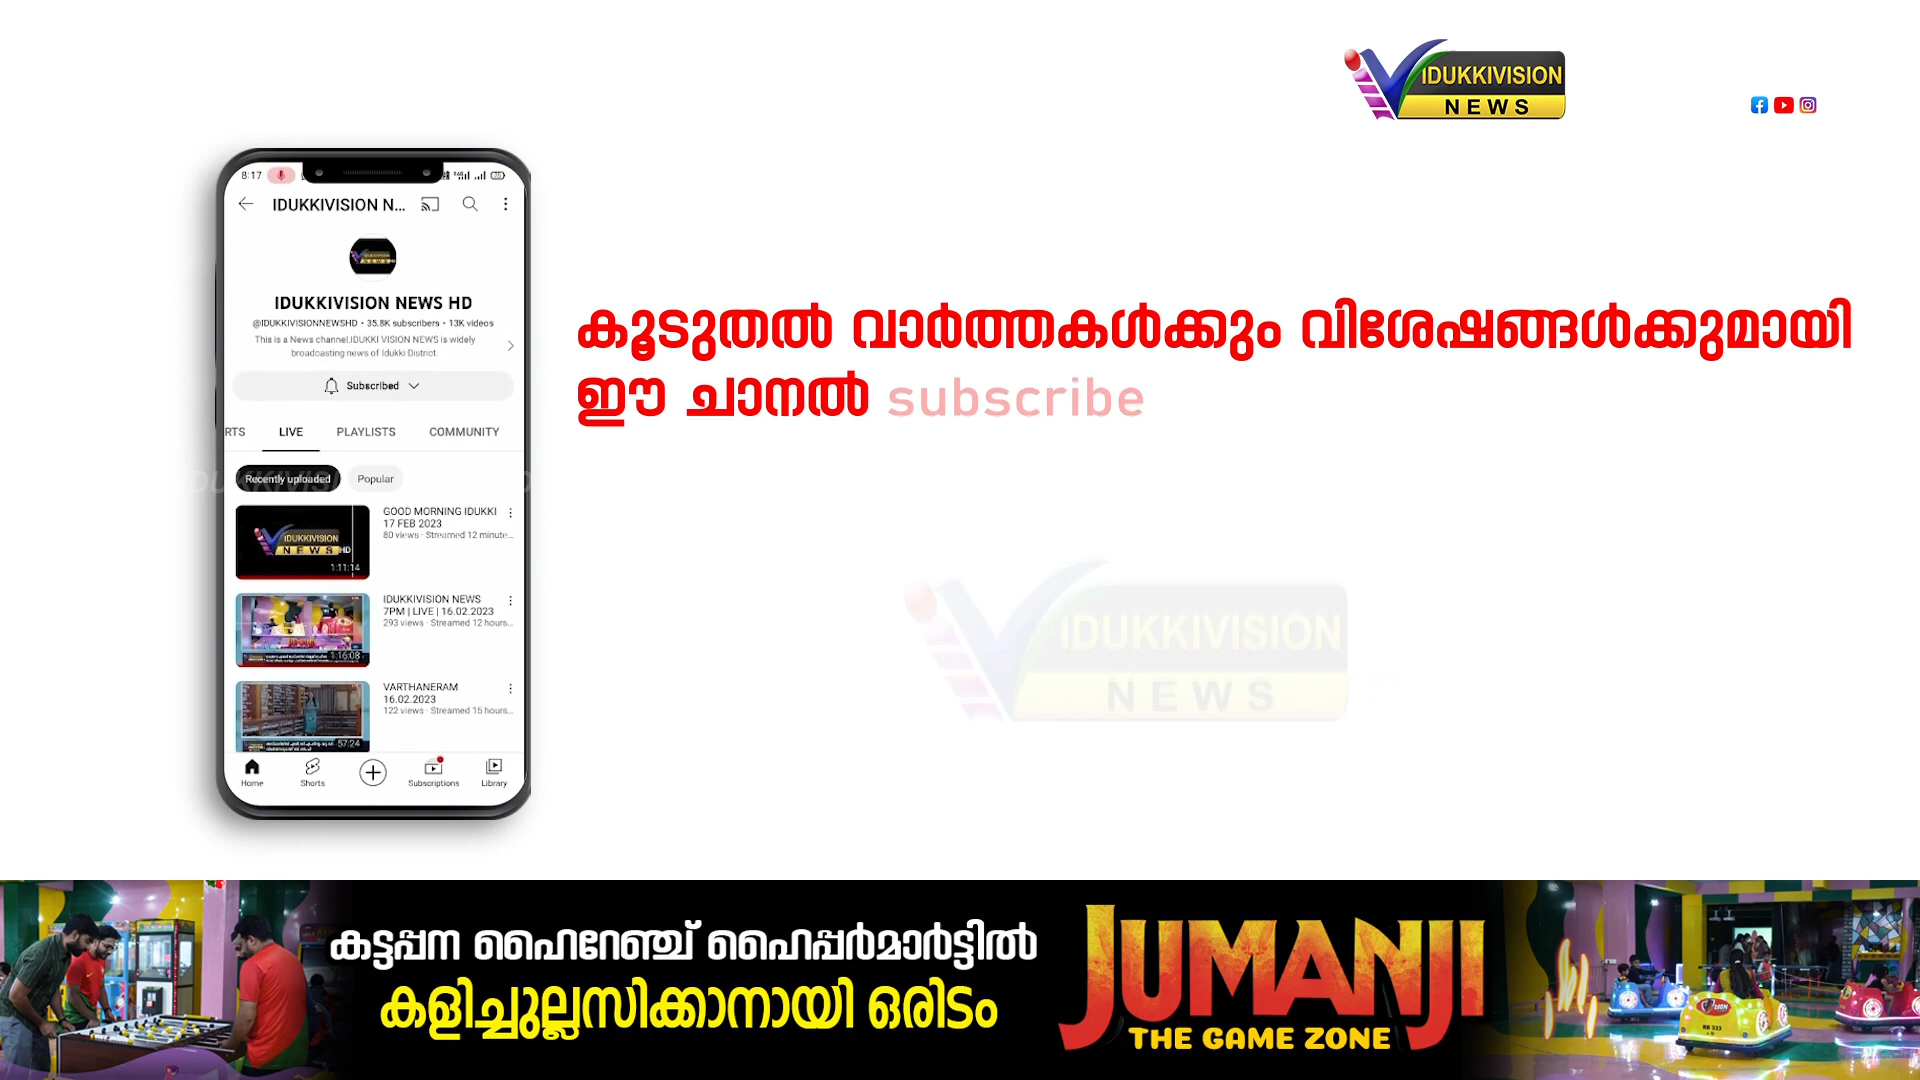 IDUKKIVISION
NEWS
8:17
IDUKKIVISION N...
IDUKKIVISION NEWS HD
@IDUKKIVISIONNEWSHD • 35.8K subscribers • 13K videos
This is a News channel.IDUKKI VISION NEWS is widely
broadcasting news of Idukki District.
Subscribed
RTS LIVE PLAYLISTS COMMUNITY
Recently uploaded Popular
IDUKKIVISION
NEWS HD
1:11:14
GOOD MORNING IDUKKI
17 FEB 2023
80 views · Streamed 12 minute...
1:16:08
IDUKKIVISION NEWS
7PM | LIVE | 16.02.2023
293 views · Streamed 12 hours...
57:24
VARTHANERAM
16.02.2023
122 views · Streamed 15 hours...
Home Shorts Subscriptions Library
കൂടുതൽ വാർത്തകൾക്കും വിശേഷങ്ങൾക്കുമായി
ഈ ചാനൽ subscribe
IDUKKIVISION
NEWS
കട്ടപ്പന ഹൈറേഞ്ച് ഹൈപ്പർമാർട്ടിൽ
കളിച്ചുല്ലസിക്കാനായി ഒരിടം
JUMANJI
THE GAME ZONE